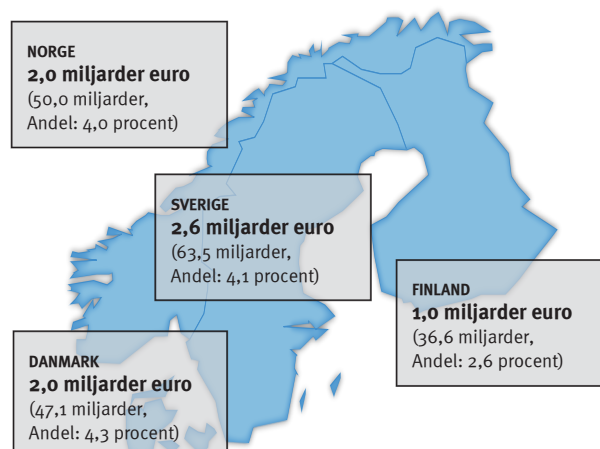 NORGE
2,0 miljarder euro
(50,0 miljarder,
Andel: 4,0 procent)
SVERIGE
2,6 miljarder euro
(63,5 miljarder,
Andel: 4,1 procent)
FINLAND
1,0 miljarder euro
(36,6 miljarder,
Andel: 2,6 procent)
DANMARK
2,0 miljarder euro
(47,1 miljarder,
Andel: 4,3 procent)